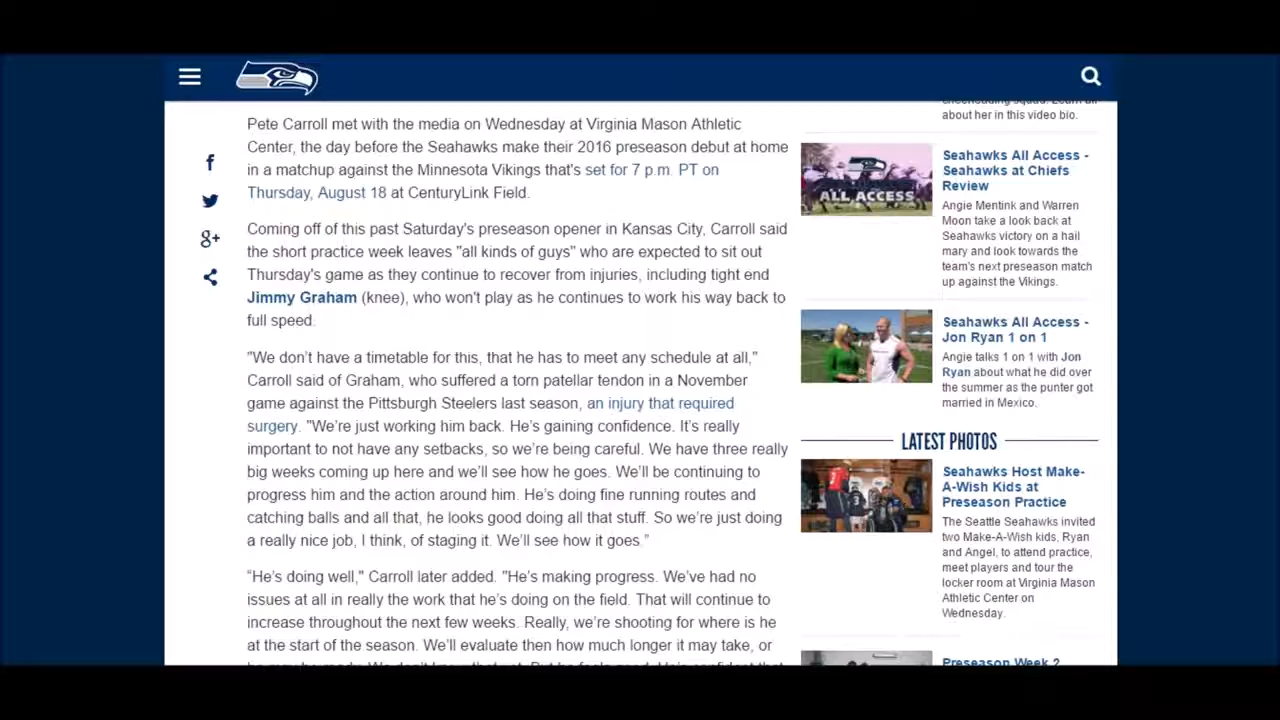 Pete Carroll met with the media on Wednesday at Virginia Mason Athletic
Center, the day before the Seahawks make their 2016 preseason debut at home
in a matchup against the Minnesota Vikings that's set for 7 p.m. PT on
Thursday, August 18 at CenturyLink Field.
Coming off of this past Saturday's preseason opener in Kansas City, Carroll said
the short practice week leaves "all kinds of guys" who are expected to sit out
Thursday's game as they continue to recover from injuries, including tight end
Jimmy Graham (knee), who won't play as he continues to work his way back to
full speed.
"We don’t have a timetable for this, that he has to meet any schedule at all,"
Carroll said of Graham, who suffered a torn patellar tendon in a November
game against the Pittsburgh Steelers last season, an injury that required
surgery. "We’re just working him back. He’s gaining confidence. It’s really
important to not have any setbacks, so we’re being careful. We have three really
big weeks coming up here and we’ll see how he goes. We’ll be continuing to
progress him and the action around him. He’s doing fine running routes and
catching balls and all that, he looks good doing all that stuff. So we’re just doing
a really nice job, I think, of staging it. We’ll see how it goes.”
“He’s doing well," Carroll later added. "He’s making progress. We’ve had no
issues at all in really the work that he’s doing on the field. That will continue to
increase throughout the next few weeks. Really, we’re shooting for where is he
at the start of the season. We’ll evaluate then how much longer it may take, or
about her in this video bio.
ALL ACCESS
Seahawks All Access -
Seahawks at Chiefs
Review
Angie Mentink and Warren
Moon take a look back at
Seahawks victory on a hail
mary and look towards the
team's next preseason match
up against the Vikings.
Seahawks All Access -
Jon Ryan 1 on 1
Angie talks 1 on 1 with Jon
Ryan about what he did over
the summer as the punter got
married in Mexico.
LATEST PHOTOS
Seahawks Host Make-
A-Wish Kids at
Preseason Practice
The Seattle Seahawks invited
two Make-A-Wish kids, Ryan
and Angel, to attend practice,
meet players and tour the
locker room at Virginia Mason
Athletic Center on
Wednesday.
Preseason Week 2